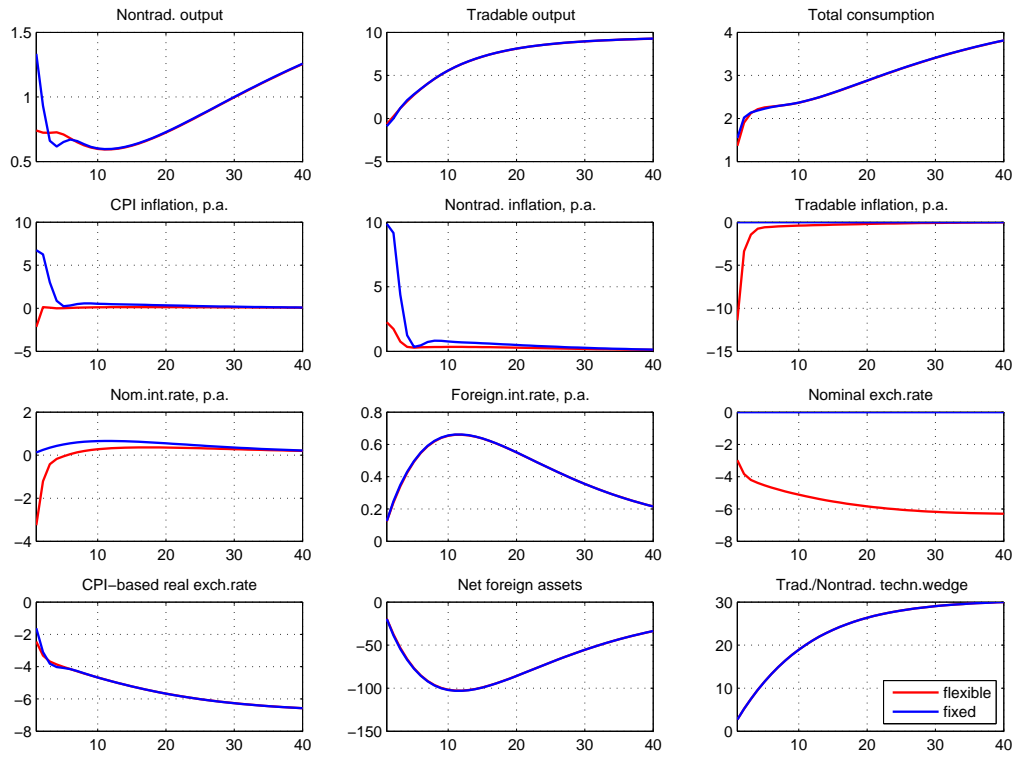 Nontrad. output
Tradable output
Total consumption
1.5
1
0.5
10 20 30 40
10
5
0
−5
10 20 30 40
4
3
2
1
10 20 30 40
CPI inflation, p.a.
Nontrad. inflation, p.a.
Tradable inflation, p.a.
10
5
0
−5
10 20 30 40
10
5
0
10 20 30 40
0
−5
−10
−15
10 20 30 40
Nom.int.rate, p.a.
Foreign.int.rate, p.a.
Nominal exch.rate
2
0
−2
−4
10 20 30 40
0.8
0.6
0.4
0.2
0
10 20 30 40
0
−2
−4
−6
−8
10 20 30 40
CPI−based real exch.rate
Net foreign assets
Trad./Nontrad. techn.wedge
0
−2
−4
−6
−8
10 20 30 40
0
−50
−100
−150
10 20 30 40
30
20
10
0
10 20 30 40
flexible
fixed